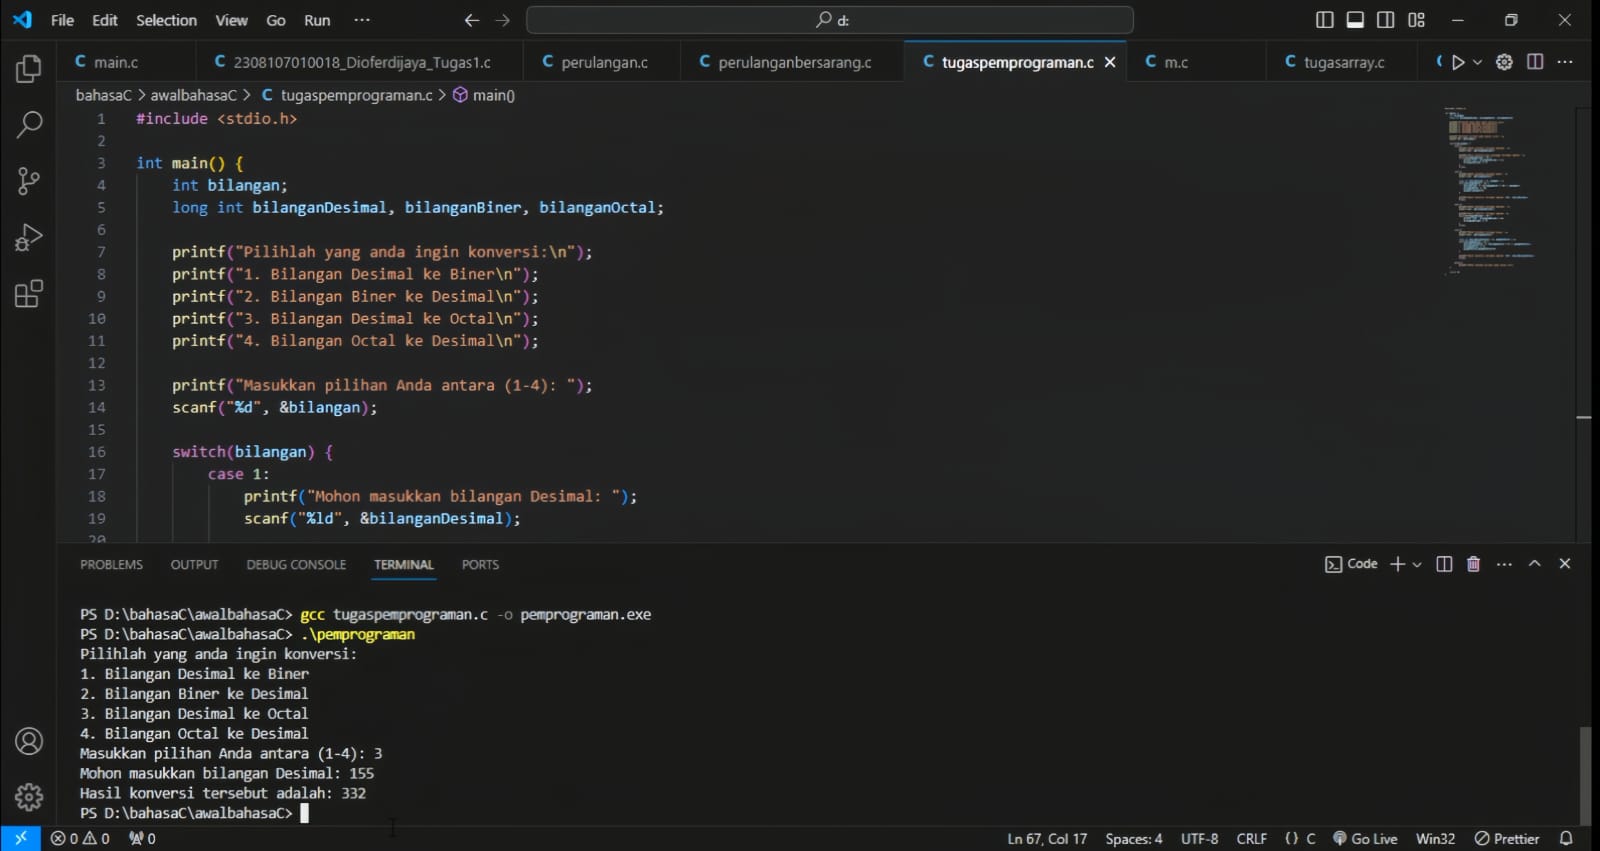 File Edit Selection View Go Run ··· d:
main.c 2308107010018_Dioferdijaya_Tugas1.c perulangan.c perulanganbersarang.c tugaspemprograman.c m.c tugasarray.c
bahasaC > awalbahasaC > C tugaspemprograman.c > main()
1 #include <stdio.h>
2
3 int main() {
4 int bilangan;
5 long int bilanganDesimal, bilanganBiner, bilanganOctal;
6
7 printf("Pilihlah yang anda ingin konversi:\n");
8 printf("1. Bilangan Desimal ke Biner\n");
9 printf("2. Bilangan Biner ke Desimal\n");
10 printf("3. Bilangan Desimal ke Octal\n");
11 printf("4. Bilangan Octal ke Desimal\n");
12
13 printf("Masukkan pilihan Anda antara (1-4): ");
14 scanf("%d", &bilangan);
15
16 switch(bilangan) {
17 case 1:
18 printf("Mohon masukkan bilangan Desimal: ");
19 scanf("%ld", &bilanganDesimal);
20
PROBLEMS OUTPUT DEBUG CONSOLE TERMINAL PORTS Code
PS D:\bahasaC\awalbahasaC> gcc tugaspemprograman.c -o pemprograman.exe
PS D:\bahasaC\awalbahasaC> .\pemprograman
Pilihlah yang anda ingin konversi:
1. Bilangan Desimal ke Biner
2. Bilangan Biner ke Desimal
3. Bilangan Desimal ke Octal
4. Bilangan Octal ke Desimal
Masukkan pilihan Anda antara (1-4): 3
Mohon masukkan bilangan Desimal: 155
Hasil konversi tersebut adalah: 332
PS D:\bahasaC\awalbahasaC>
0 0 0 Ln 67, Col 17 Spaces: 4 UTF-8 CRLF {} C Go Live Win32 Prettier